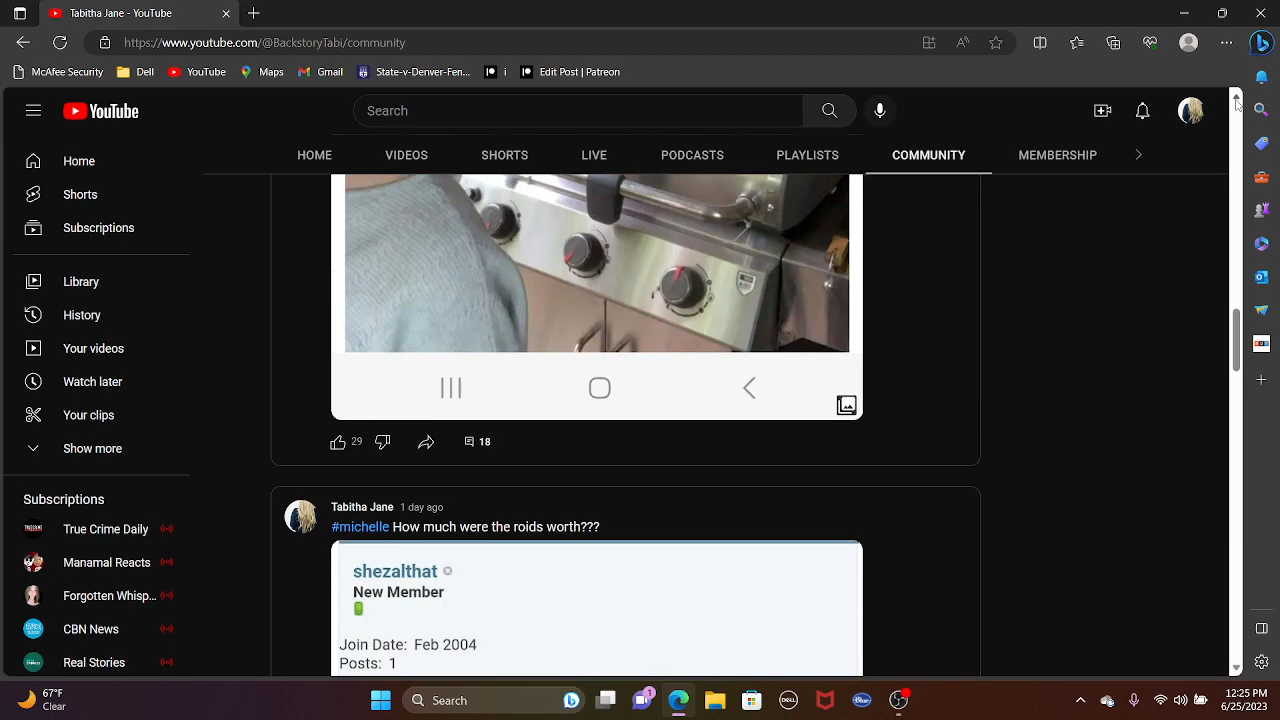 Tabitha Jane - YouTube
https://www.youtube.com/@BackstoryTabi/community
McAfee Security Dell YouTube Maps Gmail State-v-Denver-Fen... i Edit Post | Patreon
YouTube Search
HOME VIDEOS SHORTS LIVE PODCASTS PLAYLISTS COMMUNITY MEMBERSHIP
Home
Shorts
Subscriptions
Library
History
Your videos
Watch later
Your clips
Show more
Subscriptions
True Crime Daily
Manamal Reacts
Forgotten Whisp...
CBN News
Real Stories
29 18
Tabitha Jane 1 day ago
#michelle How much were the roids worth???
shezalthat
New Member
Join Date: Feb 2004
Posts: 1
67°F
Clear
Search
1
DELL
Blue
12:25 PM
6/25/2023